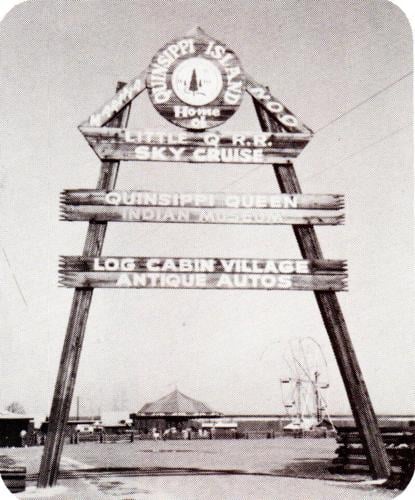 QUINSIPPI ISLAND
Home
of
ZOO
LITTLE Q R.R.
SKY CRUISE
QUINSIPPI QUEEN
INDIAN MUSEUM
LOG CABIN VILLAGE
ANTIQUE AUTOS